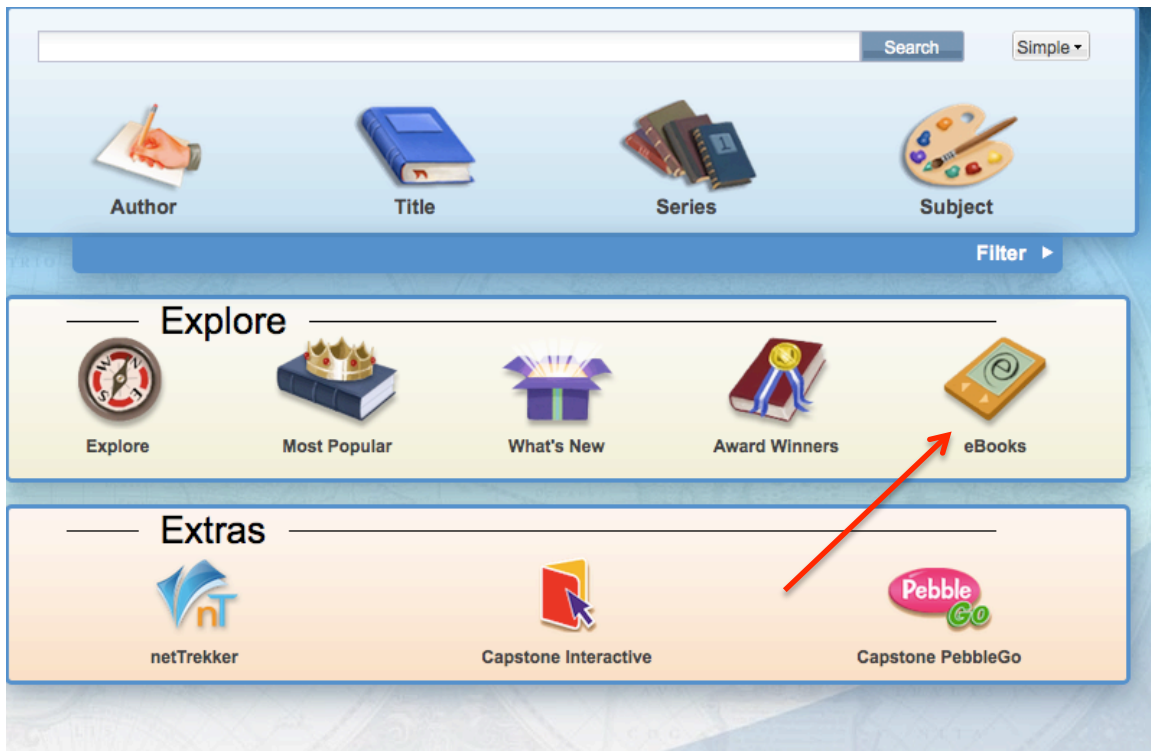 Search Simple
Author Title Series Subject
Filter
Explore
Explore Most Popular What's New Award Winners eBooks
Extras
nT Pebble
Go
netTrekker Capstone Interactive Capstone PebbleGo